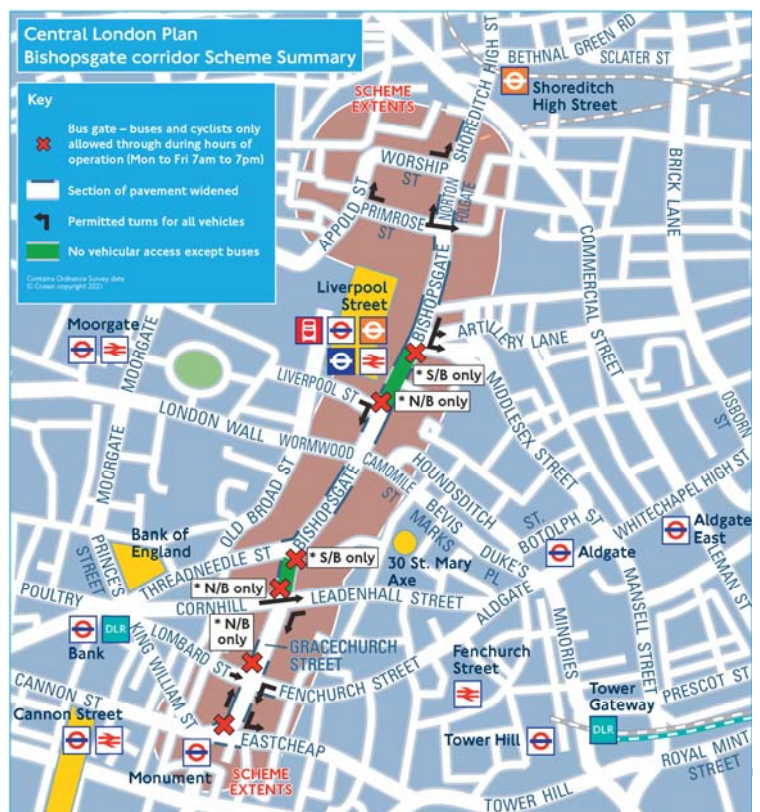 Central London Plan
Bishopsgate corridor Scheme Summary
Key
Bus gate – buses and cyclists only
allowed through during hours of
operation (Mon to Fri 7am to 7pm)
Section of pavement widened
Permitted turns for all vehicles
No vehicular access except buses
Contains Ordnance Survey data
© Crown copyright 2021
SCHEME
EXTENTS
SHOREDITCH HIGH ST
BETHNAL GREEN RD
SCLATER ST
Shoreditch
High Street
WORSHIP
ST
APPOLD ST
PRIMROSE
ST
NORTON
FOLGATE
BRICK LANE
COMMERCIAL STREET
Liverpool
Street
BISHOPSGATE
ARTILLERY LANE
Moorgate
MOORGATE
* S/B only
* N/B only
LIVERPOOL ST
MIDDLESEX STREET
OSBORN
ST
LONDON WALL
WORMWOOD
CAMOMILE
ST
HOUNDSDITCH
MOORGATE
OLD BROAD ST
BISHOPSGATE
BEVIS
MARKS
DUKE'S
PL
ST.
BOTOLPH ST
WHITECHAPEL HIGH ST
Aldgate
East
Bank of
England
PRINCE'S
STREET
THREADNEEDLE ST
* S/B only
30 St. Mary
Axe
Aldgate
MANSELL STREET
LEMAN ST
POULTRY
* N/B only
CORNHILL
LEADENHALL STREET
ALDGATE
DLR
Bank
KING WILLIAM ST
LOMBARD ST
* N/B
only
GRACECHURCH
STREET
FENCHURCH STREET
Fenchurch
Street
MINORIES
PRESCOT ST
CANNON ST
Cannon Street
Tower
Gateway
DLR
EASTCHEAP
Monument
SCHEME
EXTENTS
Tower Hill
TOWER HILL
ROYAL MINT
STREET